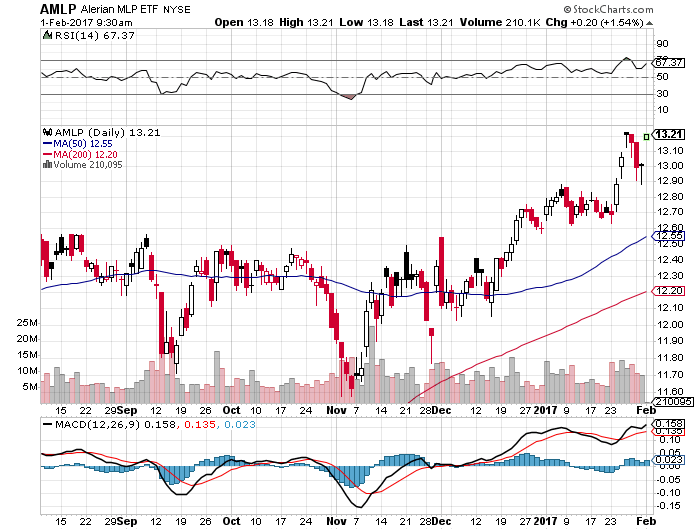 AMLP Alerian MLP ETF NYSE © StockCharts.com
1-Feb-2017 9:30am Open 13.18 High 13.21 Low 13.18 Last 13.21 Volume 210.1K Chg +0.20 (+1.54%)
RSI(14) 67.37
90
70
67.37
50
30
10
AMLP (Daily) 13.21
MA(50) 12.55
MA(200) 12.20
Volume 210,095
13.21
13.10
13.00
12.90
12.80
12.70
12.60
12.55
12.50
12.40
12.30
12.20
12.10
12.00
11.90
11.80
11.70
11.60
25M
20M
15M
10M
5M
210095
15 22 29 Sep 12 19 26 Oct 10 17 24 Nov 7 14 21 28 Dec 12 19 27 2017 9 17 23 Feb
MACD(12,26,9) 0.158, 0.135, 0.023
0.158
0.135
0.10
0.05
0.023
0.00
-0.05
-0.10
-0.15
15 22 29 Sep 12 19 26 Oct 10 17 24 Nov 7 14 21 28 Dec 12 19 27 2017 9 17 23 Feb